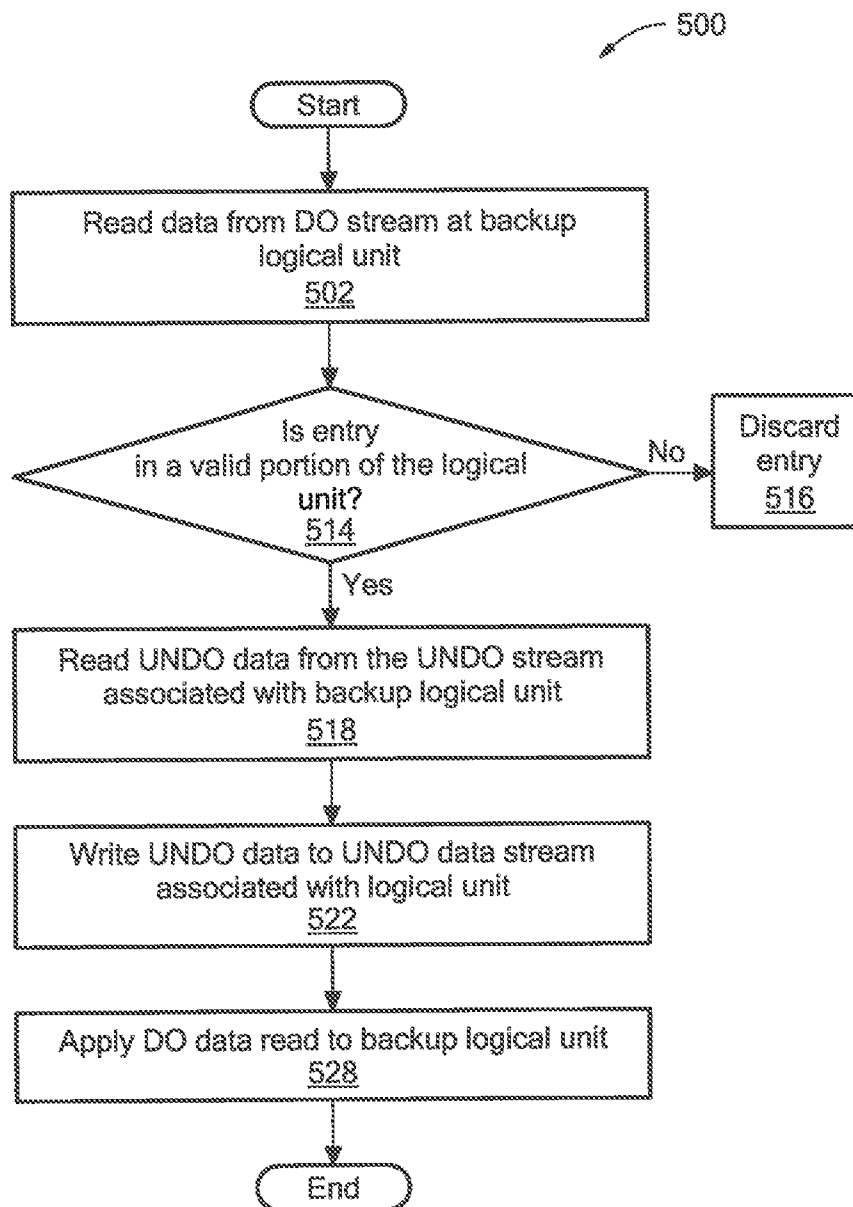 500
Start
Read data from DO stream at backup
logical unit
502
Is entry
in a valid portion of the logical
unit?
514
No
Discard
entry
516
Yes
Read UNDO data from the UNDO stream
associated with backup logical unit
518
Write UNDO data to UNDO data stream
associated with logical unit
522
Apply DO data read to backup logical unit
528
End